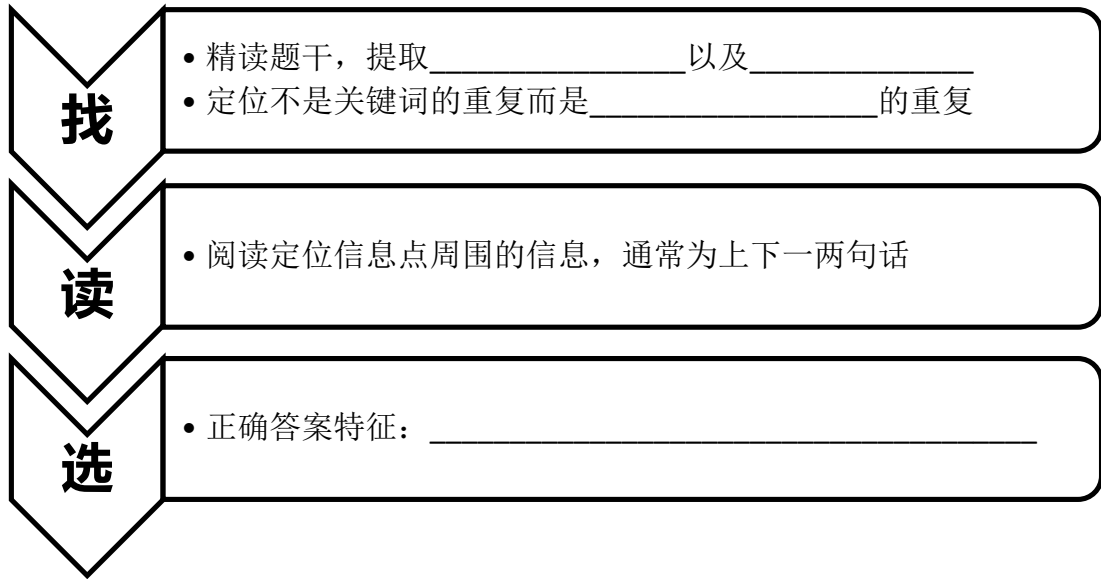 找
• 精读题干，提取________________以及______________
• 定位不是关键词的重复而是__________________的重复
读
• 阅读定位信息点周围的信息，通常为上下一两句话
选
• 正确答案特征：______________________________________